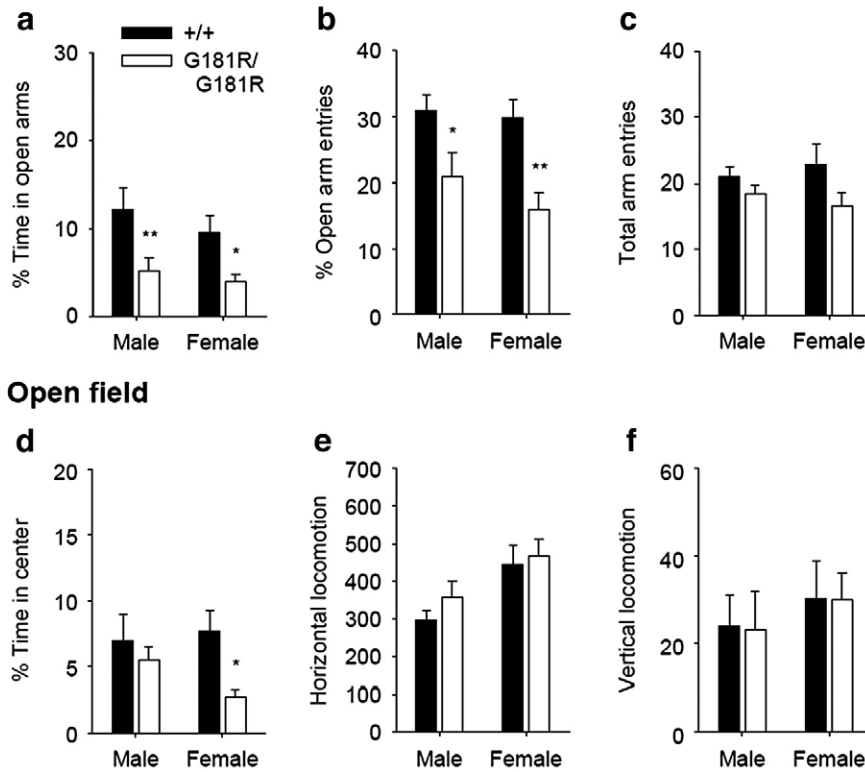 a
+/+
G181R/
G181R
% Time in open arms
30
20
10
0
**
*
Male Female
b
% Open arm entries
40
30
20
10
0
*
**
Male Female
c
Total arm entries
40
30
20
10
0
Male Female
Open field
d
% Time in center
20
15
10
5
0
*
Male Female
e
Horizontal locomotion
700
600
500
400
300
200
100
0
Male Female
f
Vertical locomotion
60
40
20
0
Male Female